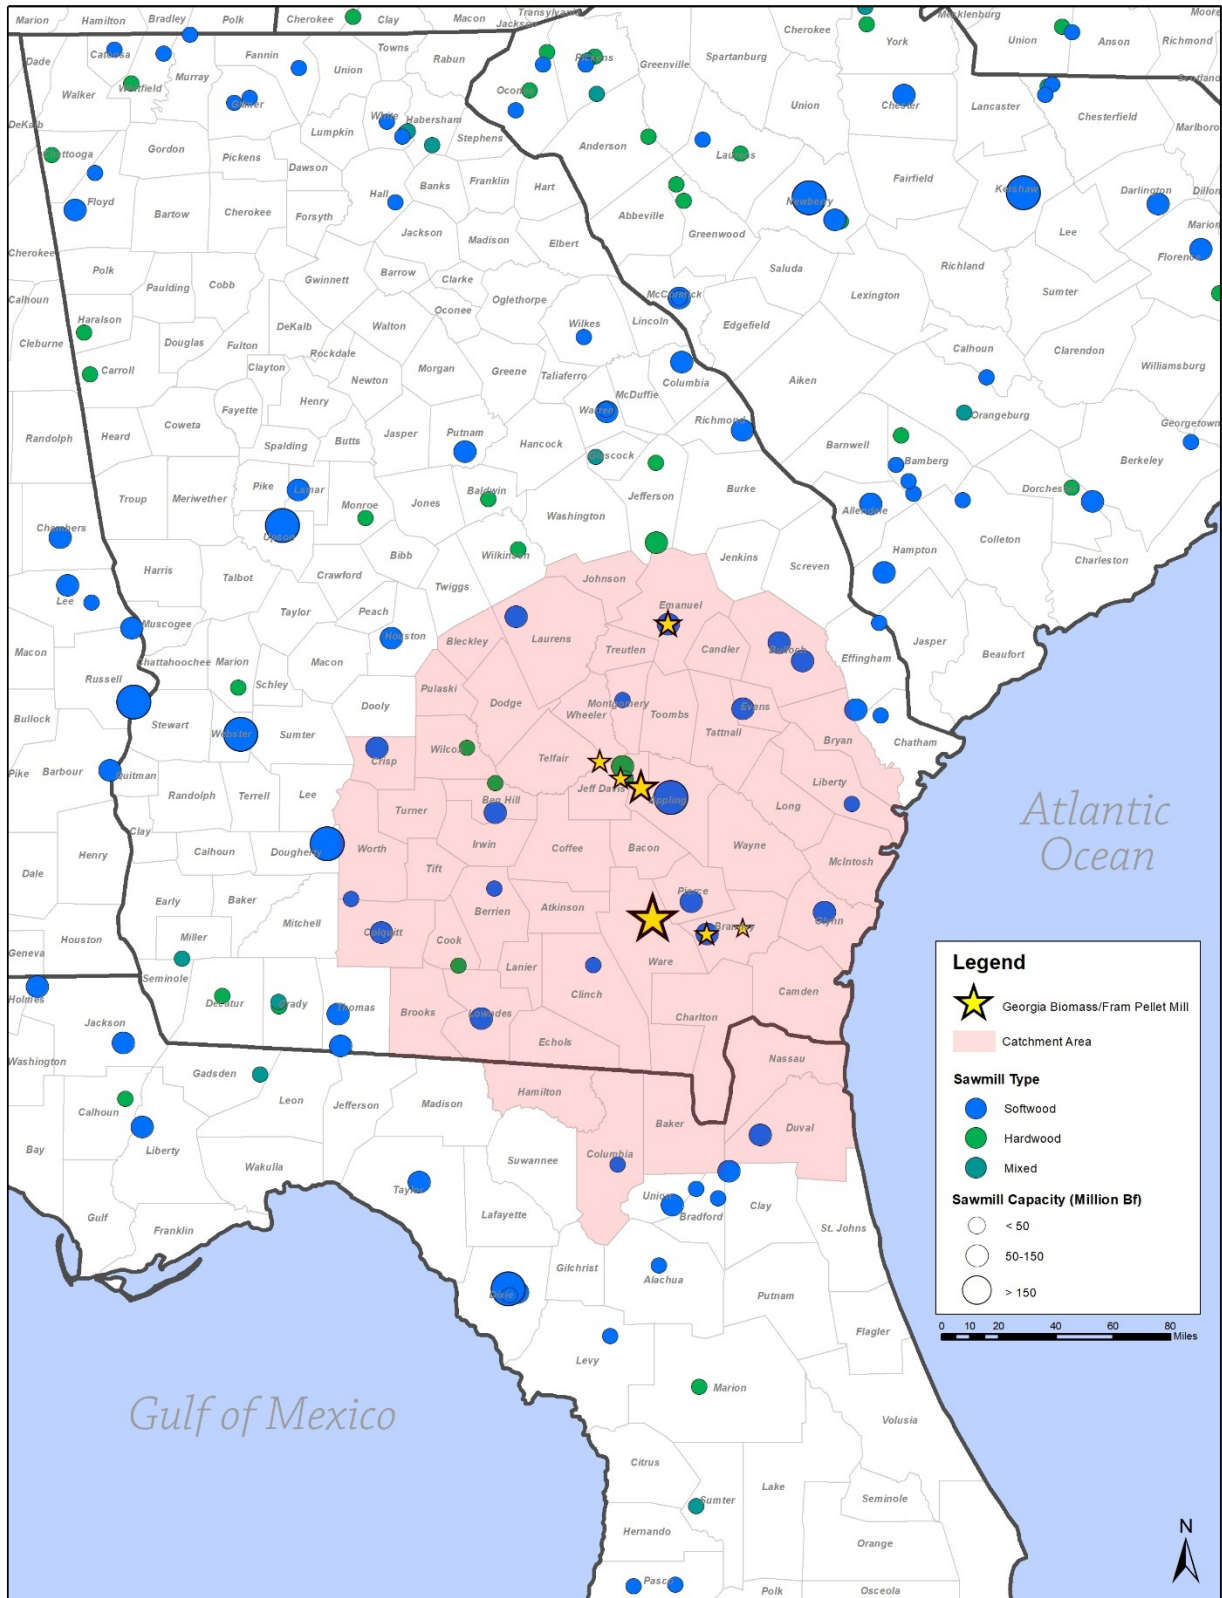 Marion
Hamilton
Bradley
Polk
Cherokee
Clay
Macon
Transylvania
Jackson
Mecklenburg
Moore
Dade
Catoosa
Murray
Fannin
Towns
Union
Rabun
Pickens
Greenville
Spartanburg
Cherokee
York
Union
Anson
Richmond
Scotland
Walker
Whitfield
Gilmer
Oconee
Union
Chester
Lancaster
Chesterfield
Marlboro
DeKalb
Chattooga
Gordon
Pickens
Lumpkin
White
Habersham
Stephens
Anderson
Laurens
Dawson
Floyd
Bartow
Cherokee
Forsyth
Hall
Banks
Franklin
Hart
Abbeville
Greenwood
Newberry
Fairfield
Kershaw
Darlington
Dillon
Marion
Florence
Lee
Cherokee
Polk
Paulding
Cobb
Gwinnett
Jackson
Madison
Elbert
Barrow
Clarke
Oconee
Oglethorpe
Saluda
Lexington
Richland
Sumter
Calhoun
Cleburne
Haralson
Douglas
Fulton
DeKalb
Rockdale
Walton
Wilkes
Lincoln
McCormick
Edgefield
Calhoun
Clarendon
Williamsburg
Carroll
Clayton
Newton
Morgan
Greene
Taliaferro
McDuffie
Columbia
Aiken
Randolph
Heard
Coweta
Fayette
Henry
Spalding
Butts
Jasper
Putnam
Hancock
Warren
Richmond
Barnwell
Orangeburg
Georgetown
Glascock
Bamberg
Berkeley
Troup
Meriwether
Pike
Lamar
Monroe
Jones
Baldwin
Jefferson
Burke
Allendale
Dorchester
Washington
Chambers
Upson
Bibb
Wilkinson
Jenkins
Screven
Hampton
Colleton
Charleston
Harris
Talbot
Crawford
Twiggs
Johnson
Lee
Taylor
Peach
Emanuel
Muscogee
Houston
Bleckley
Laurens
Treutlen
Candler
Bulloch
Effingham
Jasper
Beaufort
Macon
Russell
Chattahoochee
Marion
Schley
Macon
Pulaski
Dodge
Montgomery
Wheeler
Toombs
Evans
Tattnall
Bryan
Chatham
Bullock
Stewart
Webster
Sumter
Dooly
Crisp
Wilcox
Telfair
Pike
Barbour
Quitman
Randolph
Terrell
Lee
Turner
Ben Hill
Jeff Davis
Appling
Long
Liberty
Atlantic
Ocean
Clay
Henry
Calhoun
Dougherty
Worth
Irwin
Coffee
Bacon
Wayne
McIntosh
Dale
Tift
Early
Baker
Mitchell
Berrien
Atkinson
Pierce
Brantley
Glynn
Houston
Geneva
Miller
Colquitt
Cook
Lanier
Ware
Seminole
Holmes
Decatur
Grady
Thomas
Brooks
Lowndes
Clinch
Charlton
Camden
Jackson
Echols
Nassau
Washington
Gadsden
Leon
Jefferson
Madison
Hamilton
Baker
Duval
Calhoun
Bay
Liberty
Wakulla
Suwannee
Columbia
Taylor
Lafayette
Union
Bradford
Clay
St. Johns
Gulf
Franklin
Dixie
Gilchrist
Alachua
Putnam
Flagler
Levy
Marion
Volusia
Gulf of Mexico
Citrus
Sumter
Lake
Seminole
Hernando
Orange
Pasco
Polk
Osceola
Legend
Georgia Biomass/Fram Pellet Mill
Catchment Area
Sawmill Type
Softwood
Hardwood
Mixed
Sawmill Capacity (Million Bf)
< 50
50-150
> 150
0 10 20 40 60 80
Miles
N